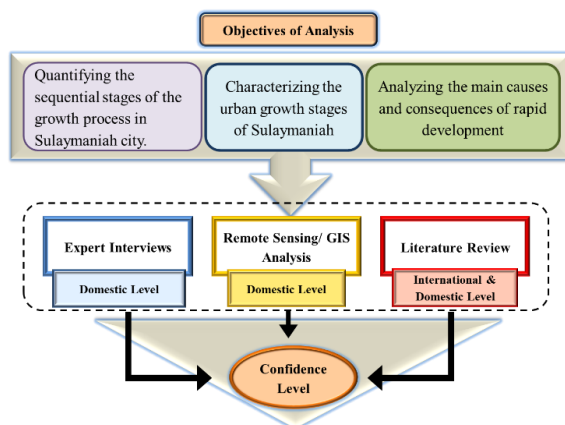 Objectives of Analysis
Quantifying the
sequential stages of the
growth process in
Sulaymaniah city.
Characterizing the
urban growth stages
of Sulaymaniah
Analyzing the main causes
and consequences of rapid
development
Expert Interviews
Domestic Level
Remote Sensing/ GIS
Analysis
Domestic Level
Literature Review
International &
Domestic Level
Confidence
Level